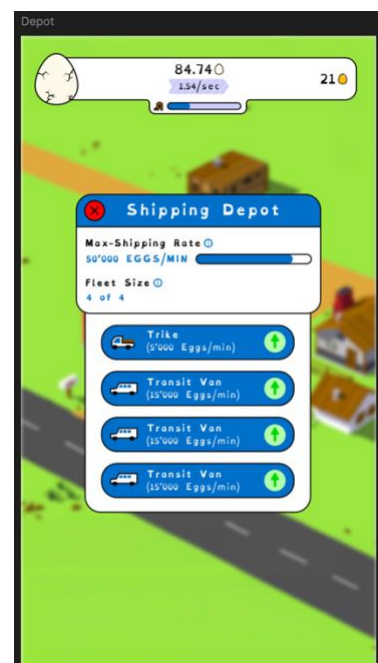 Depot
84.74
1.54/sec
21
Shipping Depot
Max-Shipping Rate
50'000 EGGS/MIN
Fleet Size
4 of 4
Trike
(5'000 Eggs/min)
Transit Van
(15'000 Eggs/min)
Transit Van
(15'000 Eggs/min)
Transit Van
(15'000 Eggs/min)